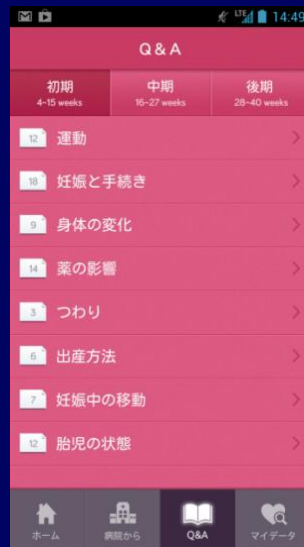 LTE 14:49
Q&A
初期 中期 後期
4-15 weeks 16-27 weeks 28-40 weeks
12 運動
18 妊娠と手続き
9 身体の変化
14 薬の影響
3 つわり
6 出産方法
7 妊娠中の移動
12 胎児の状態
ホーム 病院から Q&A マイデータ